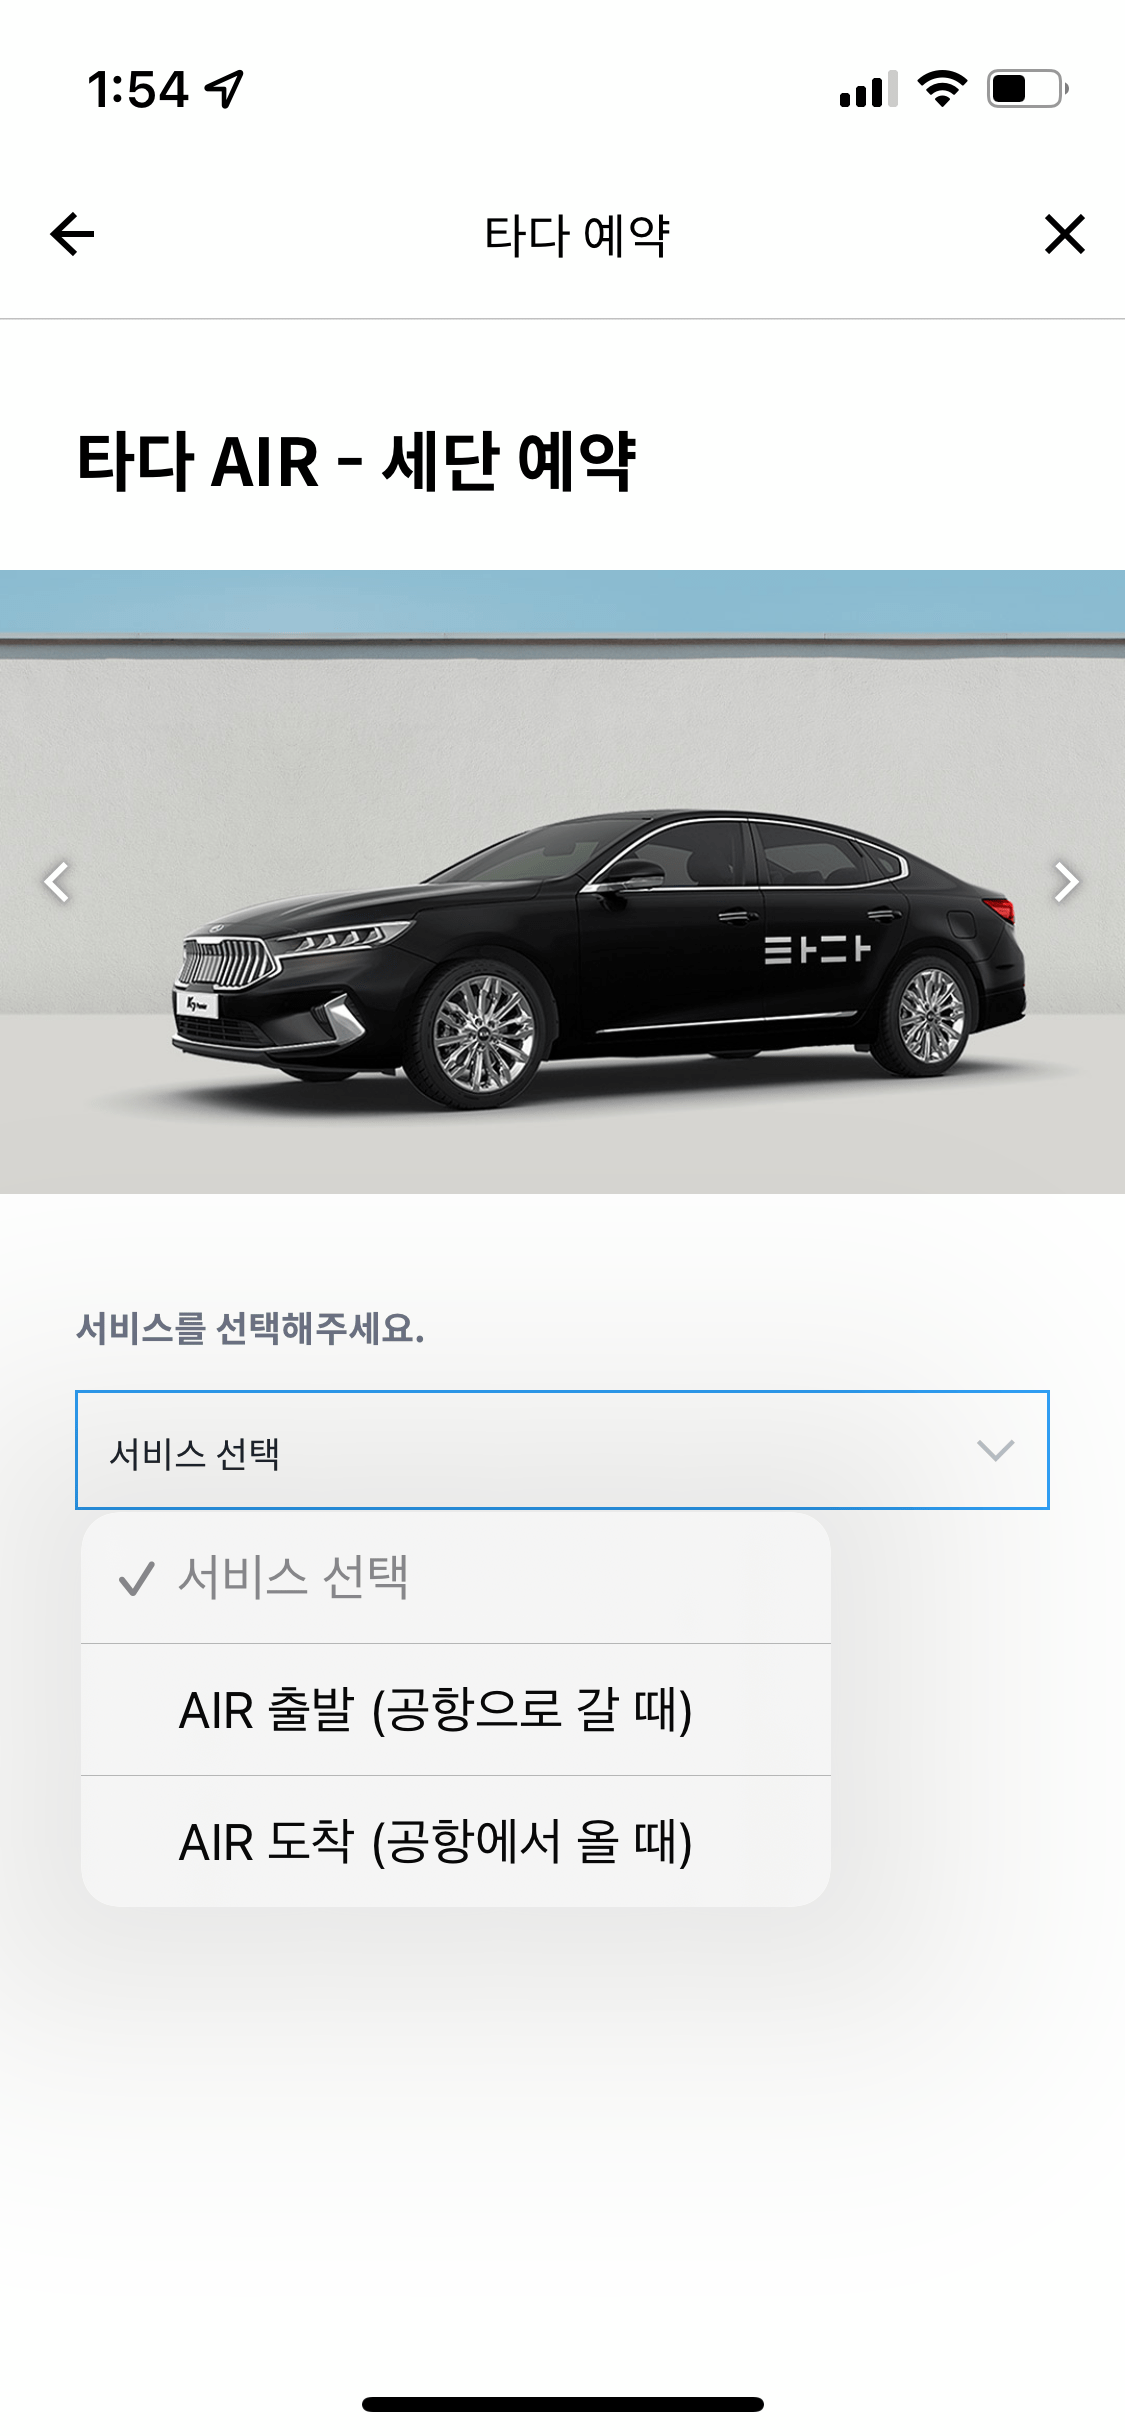 1:54
타다 예약
타다 AIR - 세단 예약
타다
K9
서비스를 선택해주세요.
서비스 선택
서비스 선택
AIR 출발 (공항으로 갈 때)
AIR 도착 (공항에서 올 때)